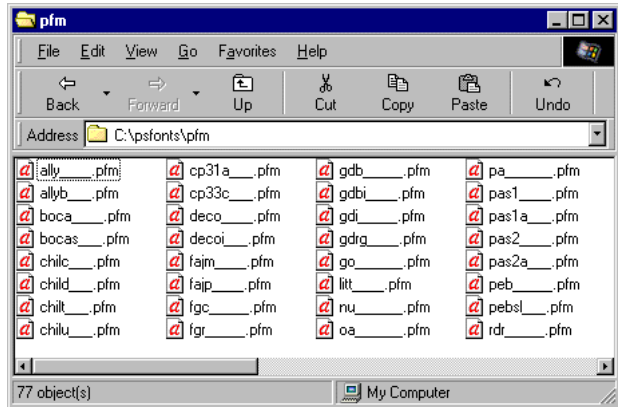 pfm
File Edit View Go Favorites Help
Back Forward Up Cut Copy Paste Undo
Address C:\psfonts\pfm
ally____.pfm cp31a___.pfm gdb_____.pfm pa______.pfm
allyb___.pfm cp33c___.pfm gdbi____.pfm pas1____.pfm
boca____.pfm deco____.pfm gdi_____.pfm pas1a___.pfm
bocas___.pfm decoi___.pfm gdrg____.pfm pas2____.pfm
chilc___.pfm fajm____.pfm go______.pfm pas2a___.pfm
child___.pfm fajp____.pfm litt____.pfm peb_____.pfm
chilt___.pfm fgc_____.pfm nu______.pfm pebsl___.pfm
chilu___.pfm fgr_____.pfm oa______.pfm rdr_____.pfm
77 object(s) My Computer